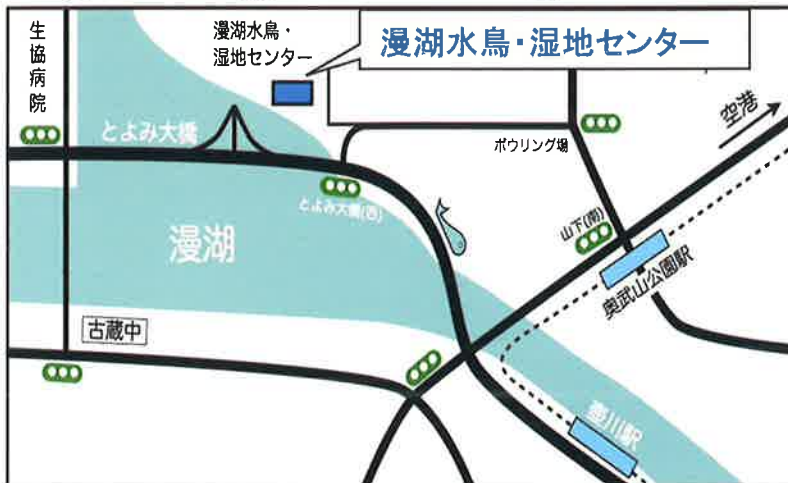 生協病院
漫湖水鳥・
湿地センター
漫湖水鳥・湿地センター
とよみ大橋
ボウリング場
空港
とよみ大橋(西)
山下(南)
漫湖
奥武山公園駅
古蔵中
壺川駅